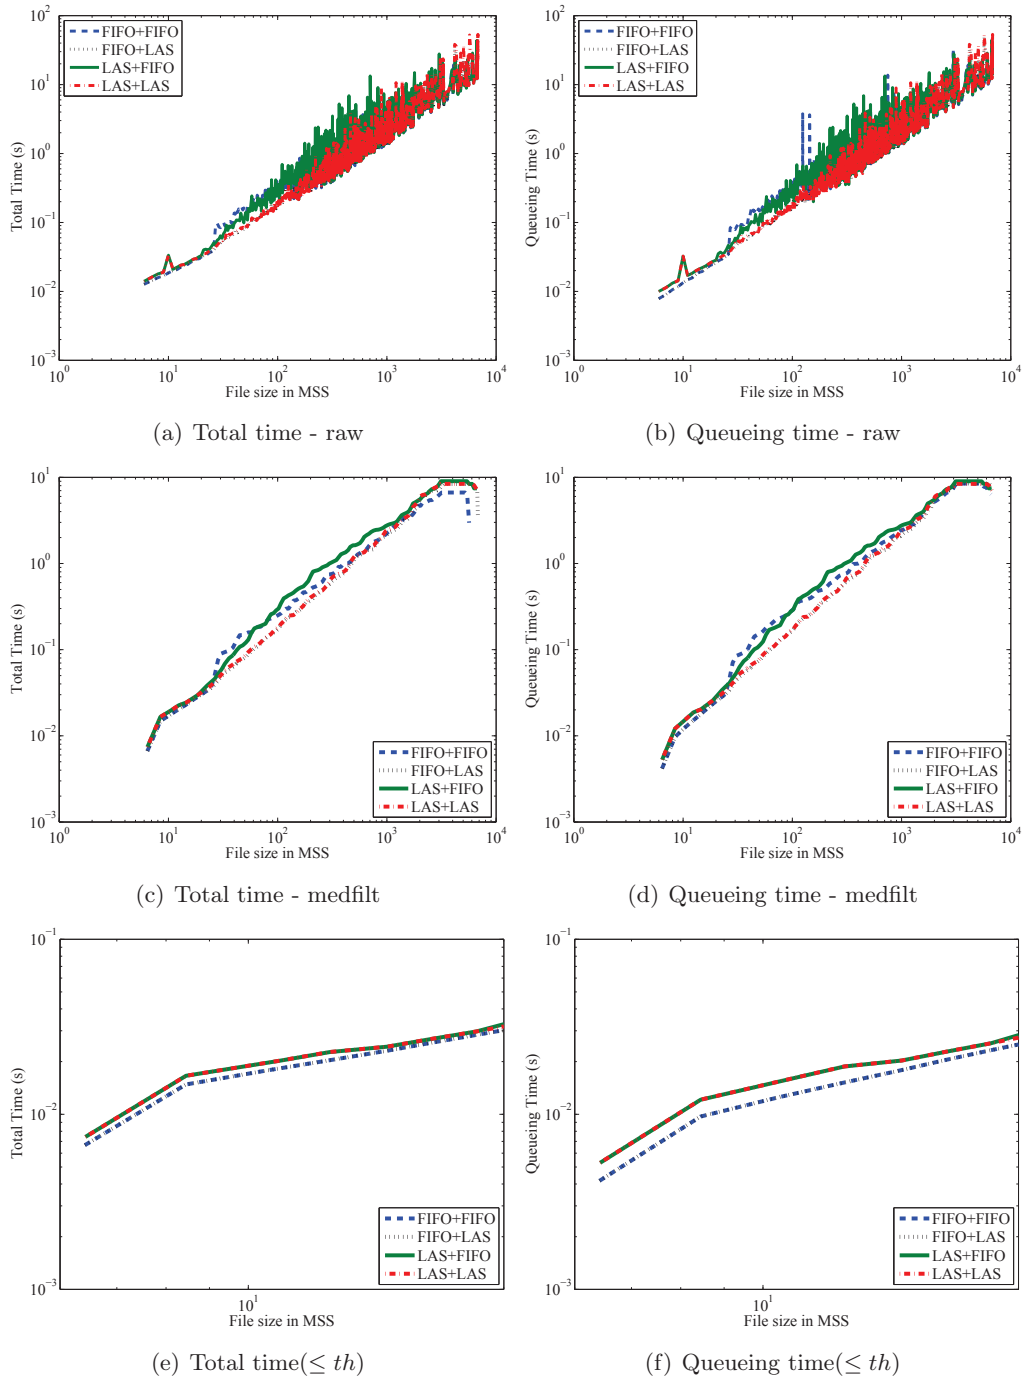 FIFO+FIFO
FIFO+LAS
LAS+FIFO
LAS+LAS
Total Time (s)
10^2
10^1
10^0
10^-1
10^-2
10^-3
10^0 10^1 10^2 10^3 10^4
File size in MSS
(a) Total time - raw
FIFO+FIFO
FIFO+LAS
LAS+FIFO
LAS+LAS
Queueing Time (s)
10^2
10^1
10^0
10^-1
10^-2
10^-3
10^0 10^1 10^2 10^3 10^4
File size in MSS
(b) Queueing time - raw
Total Time (s)
10^1
10^0
10^-1
10^-2
10^-3
FIFO+FIFO
FIFO+LAS
LAS+FIFO
LAS+LAS
10^0 10^1 10^2 10^3 10^4
File size in MSS
(c) Total time - medfilt
Queueing Time (s)
10^1
10^0
10^-1
10^-2
10^-3
FIFO+FIFO
FIFO+LAS
LAS+FIFO
LAS+LAS
10^0 10^1 10^2 10^3 10^4
File size in MSS
(d) Queueing time - medfilt
Total Time (s)
10^-1
10^-2
10^-3
FIFO+FIFO
FIFO+LAS
LAS+FIFO
LAS+LAS
10^1
File size in MSS
(e) Total time(≤ th)
Queueing Time (s)
10^-1
10^-2
10^-3
FIFO+FIFO
FIFO+LAS
LAS+FIFO
LAS+LAS
10^1
File size in MSS
(f) Queueing time(≤ th)